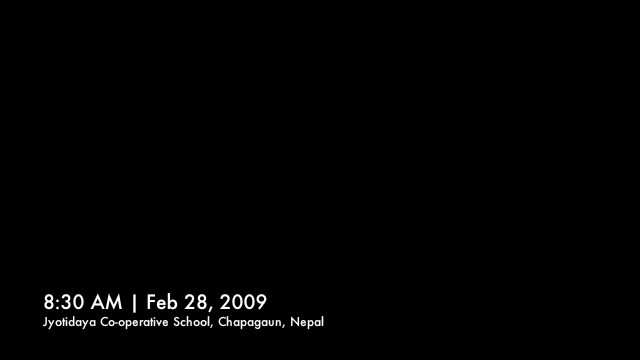 8:30 AM | Feb 28, 2009
Jyotidaya Co-operative School, Chapagaun, Nepal